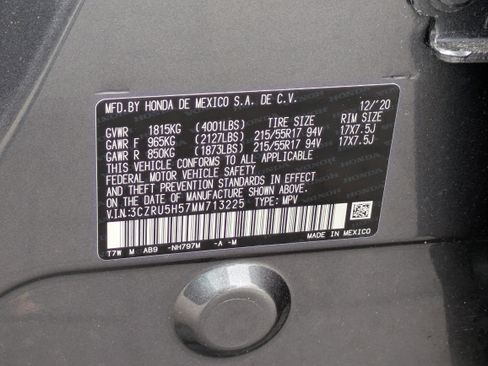 MFD.BY HONDA DE MEXICO S.A. DE C.V. 12/'20
GVWR 1815KG (4001LBS) TIRE SIZE RIM SIZE
GAWR F 965KG (2127LBS) 215/55R17 94V 17X7.5J
GAWR R 850KG (1873LBS) 215/55R17 94V 17X7.5J
THIS VEHICLE CONFORMS TO ALL APPLICABLE
FEDERAL MOTOR VEHICLE SAFETY AND
THEFT PREVENTION STANDARDS IN EFFECT ON
THE DATE OF MANUFACTURE SHOWN ABOVE.
V.I.N.:3CZRU5H57MM713225 TYPE: MPV
T7W M AB9 -NH797M -A -M MADE IN MEXICO